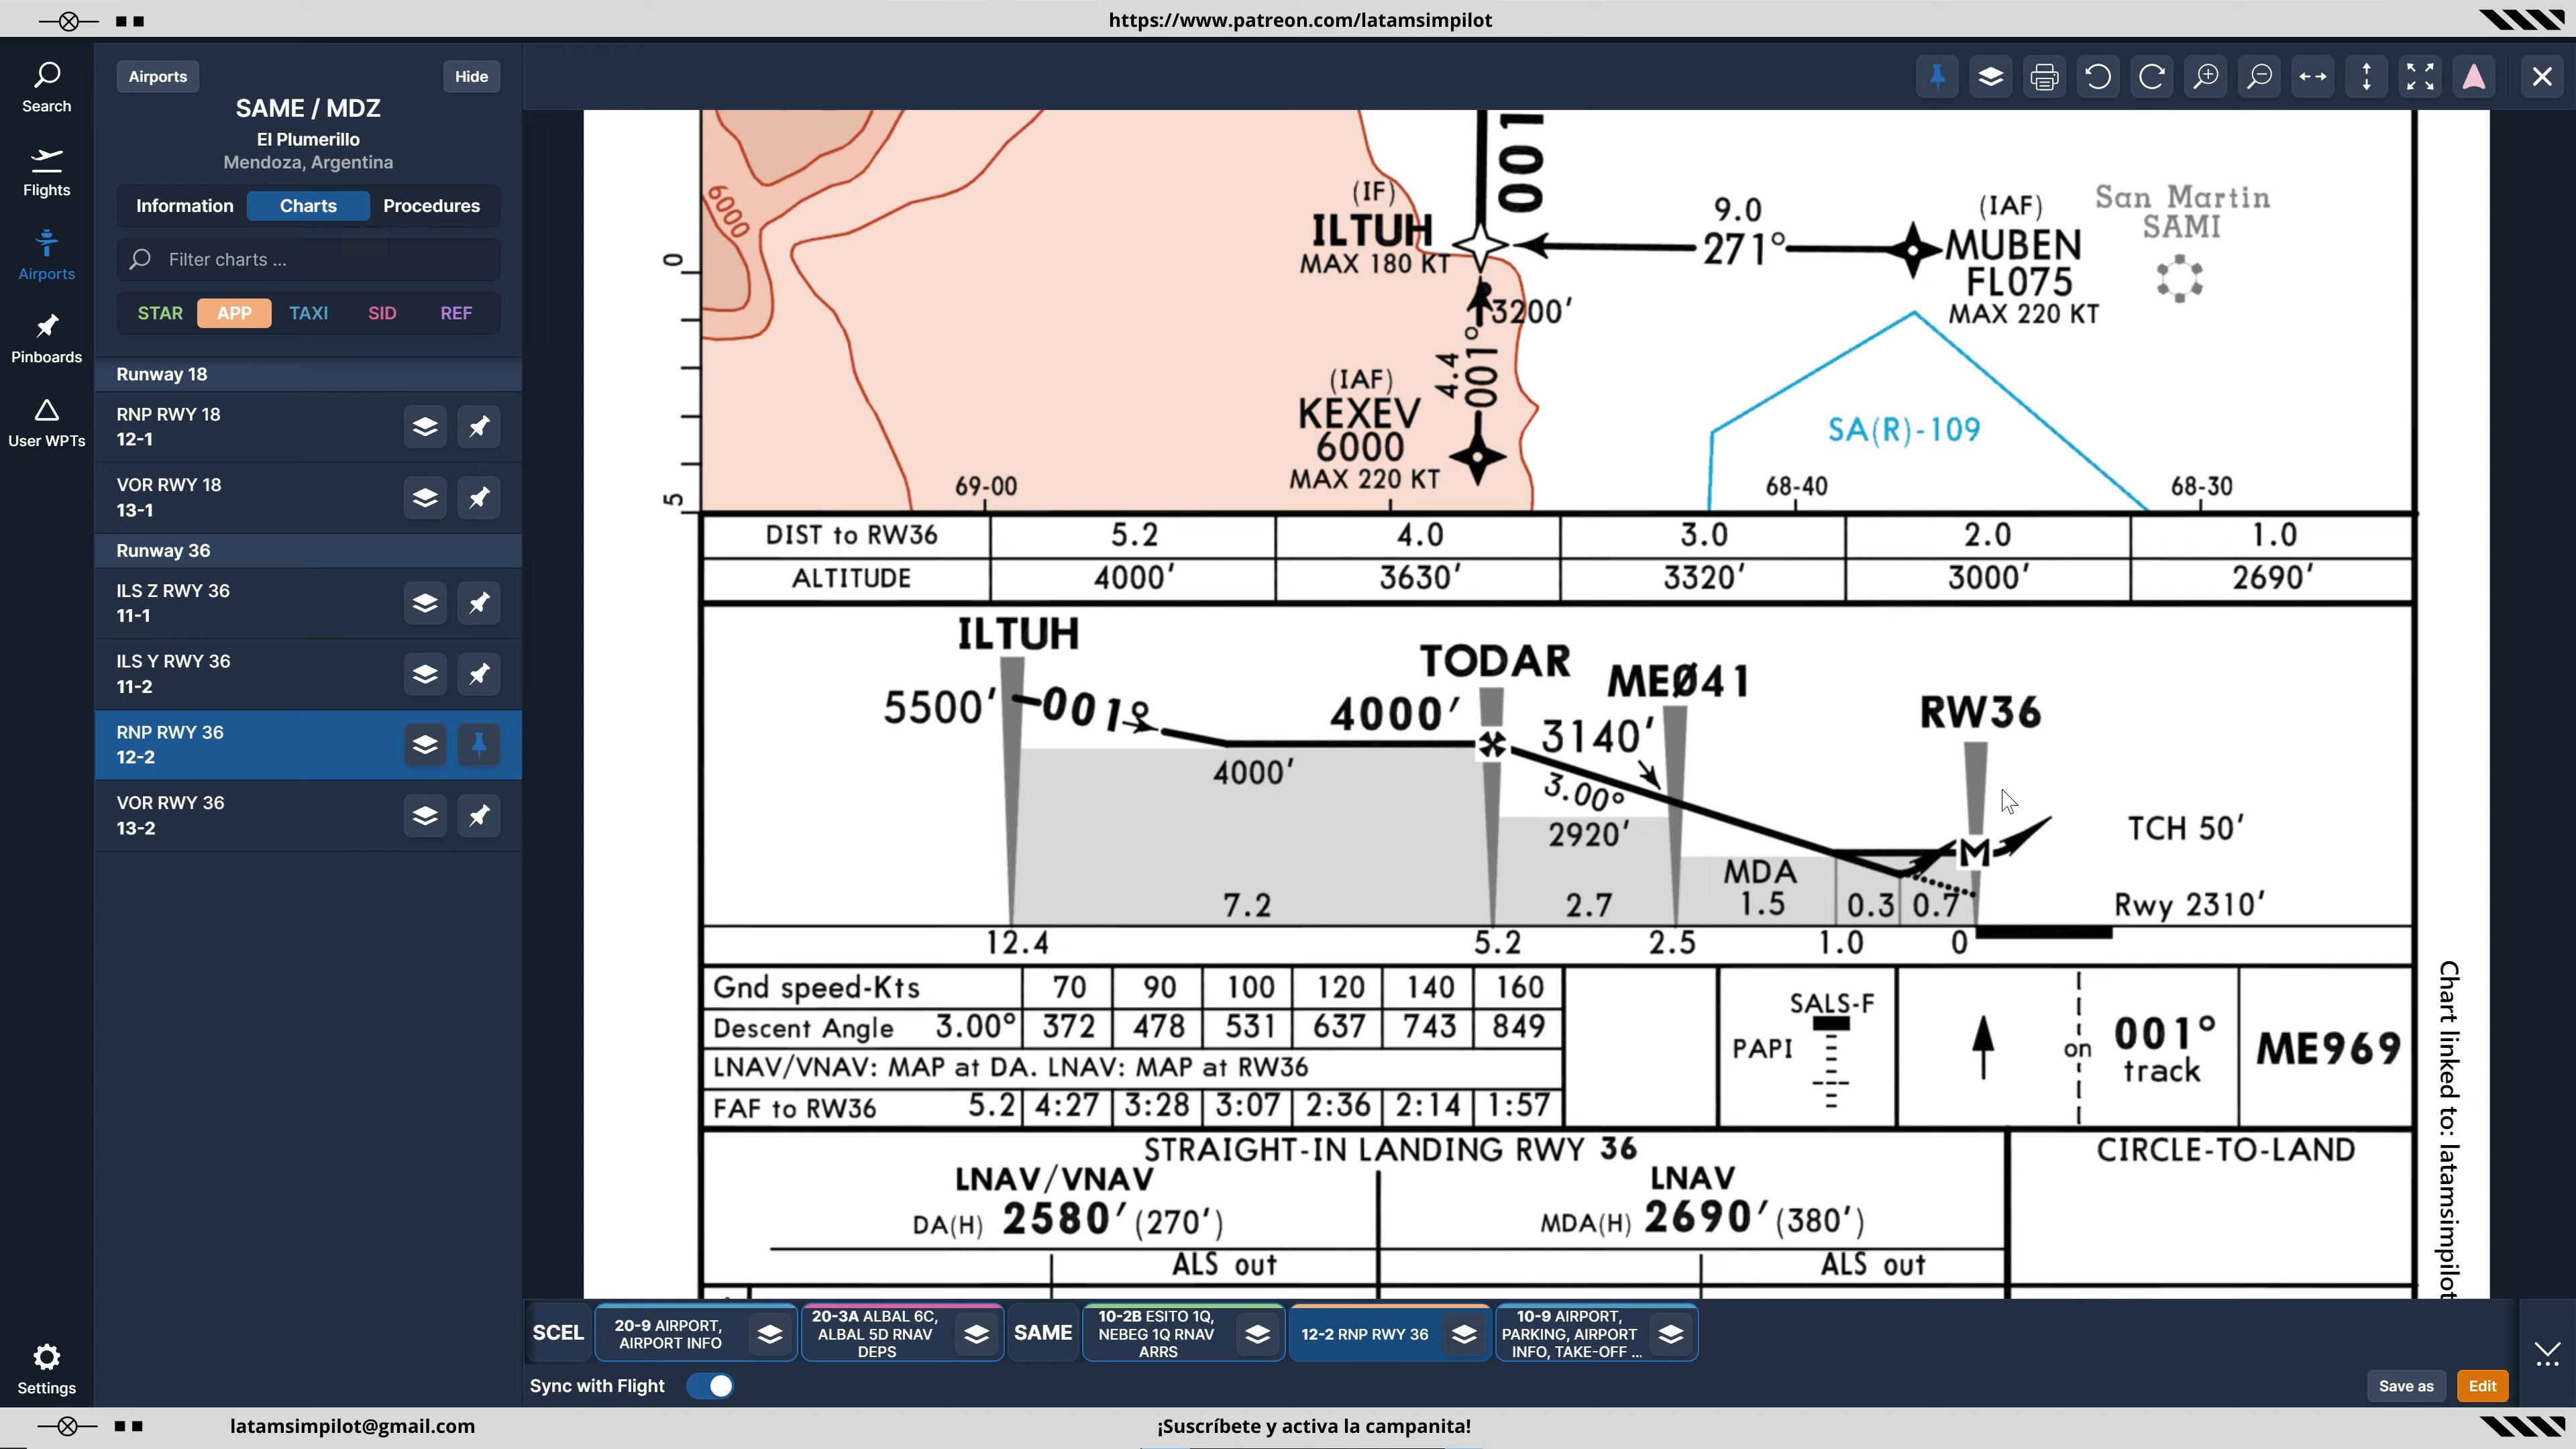 https://www.patreon.com/latamsimpilot
Search
Flights
Airports
Pinboards
User WPTs
Settings
Airports
Hide
SAME / MDZ
El Plumerillo
Mendoza, Argentina
Information
Charts
Procedures
Filter charts ...
STAR
APP
TAXI
SID
REF
Runway 18
RNP RWY 18
12-1
VOR RWY 18
13-1
Runway 36
ILS Z RWY 36
11-1
ILS Y RWY 36
11-2
RNP RWY 36
12-2
VOR RWY 36
13-2
6000
0
5
001
(IF)
ILTUH
MAX 180 KT
9.0
271°
(IAF)
MUBEN
FL075
MAX 220 KT
San Martin
SAMI
3200'
4.4
001°
(IAF)
KEXEV
6000
MAX 220 KT
SA(R)-109
69-00
68-40
68-30
DIST to RW36 5.2 4.0 3.0 2.0 1.0
ALTITUDE 4000' 3630' 3320' 3000' 2690'
ILTUH
TODAR
MEØ41
RW36
5500'
001°
4000'
3140'
3.00°
4000'
2920'
MDA
TCH 50'
7.2
2.7
1.5
0.3
0.7
Rwy 2310'
12.4
5.2
2.5
1.0
0
Gnd speed-Kts 70 90 100 120 140 160
Descent Angle 3.00° 372 478 531 637 743 849
LNAV/VNAV: MAP at DA. LNAV: MAP at RW36
FAF to RW36 5.2 4:27 3:28 3:07 2:36 2:14 1:57
SALS-F
PAPI
on
001°
track
ME969
STRAIGHT-IN LANDING RWY 36
CIRCLE-TO-LAND
LNAV/VNAV
DA(H) 2580' (270')
LNAV
MDA(H) 2690' (380')
ALS out
ALS out
Chart linked to: latamsimpilot
SCEL
20-9 AIRPORT,
AIRPORT INFO
20-3A ALBAL 6C,
ALBAL 5D RNAV
DEPS
SAME
10-2B ESITO 1Q,
NEBEG 1Q RNAV
ARRS
12-2 RNP RWY 36
10-9 AIRPORT,
PARKING, AIRPORT
INFO, TAKE-OFF ...
Sync with Flight
Save as
Edit
latamsimpilot@gmail.com
¡Suscríbete y activa la campanita!